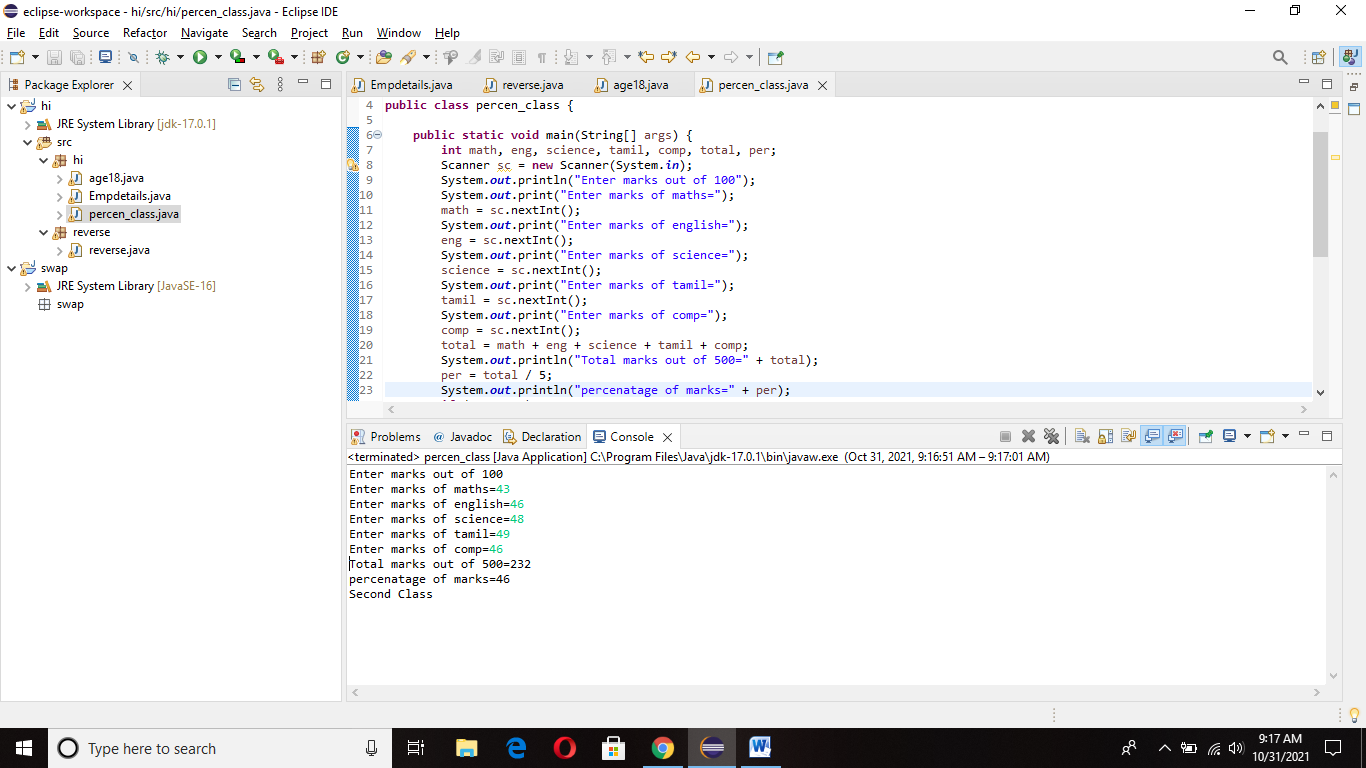 eclipse-workspace - hi/src/hi/percen_class.java - Eclipse IDE
File Edit Source Refactor Navigate Search Project Run Window Help
Package Explorer
hi
JRE System Library [jdk-17.0.1]
src
hi
age18.java
Empdetails.java
percen_class.java
reverse
reverse.java
swap
JRE System Library [JavaSE-16]
swap
Empdetails.java reverse.java age18.java percen_class.java
4 public class percen_class {
5
6 public static void main(String[] args) {
7 int math, eng, science, tamil, comp, total, per;
8 Scanner sc = new Scanner(System.in);
9 System.out.println("Enter marks out of 100");
10 System.out.print("Enter marks of maths=");
11 math = sc.nextInt();
12 System.out.print("Enter marks of english=");
13 eng = sc.nextInt();
14 System.out.print("Enter marks of science=");
15 science = sc.nextInt();
16 System.out.print("Enter marks of tamil=");
17 tamil = sc.nextInt();
18 System.out.print("Enter marks of comp=");
19 comp = sc.nextInt();
20 total = math + eng + science + tamil + comp;
21 System.out.println("Total marks out of 500=" + total);
22 per = total / 5;
23 System.out.println("percenatage of marks=" + per);
Problems @ Javadoc Declaration Console
<terminated> percen_class [Java Application] C:\Program Files\Java\jdk-17.0.1\bin\javaw.exe (Oct 31, 2021, 9:16:51 AM – 9:17:01 AM)
Enter marks out of 100
Enter marks of maths=43
Enter marks of english=46
Enter marks of science=48
Enter marks of tamil=49
Enter marks of comp=46
Total marks out of 500=232
percenatage of marks=46
Second Class
Type here to search
9:17 AM
10/31/2021